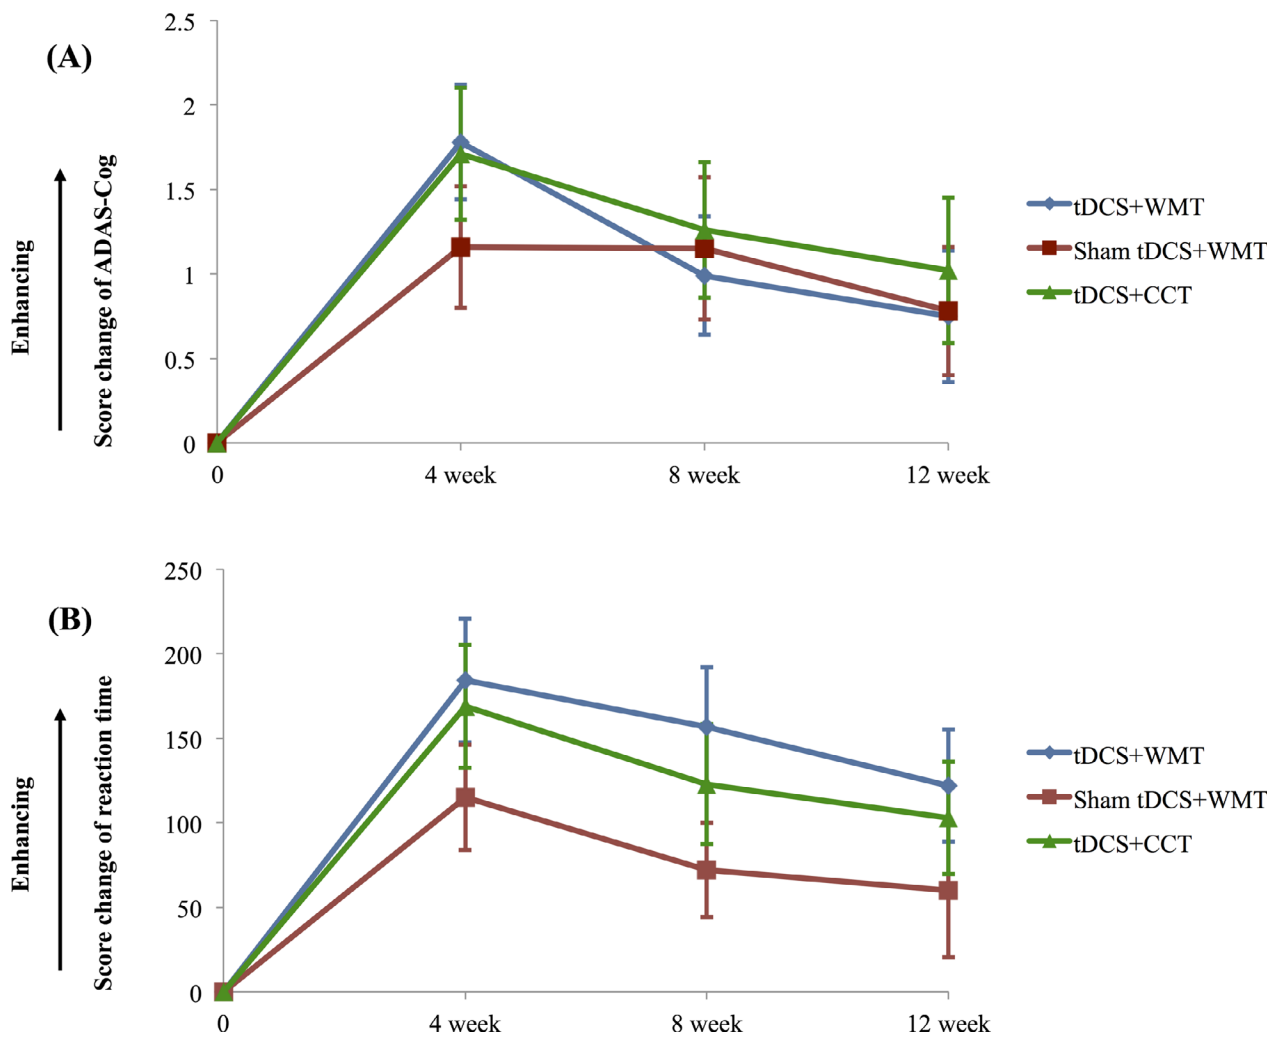 (A)
Enhancing
Score change of ADAS-Cog
2.5
2
1.5
1
0.5
0
0
4 week
8 week
12 week
tDCS+WMT
Sham tDCS+WMT
tDCS+CCT
(B)
Enhancing
Score change of reaction time
250
200
150
100
50
0
0
4 week
8 week
12 week
tDCS+WMT
Sham tDCS+WMT
tDCS+CCT